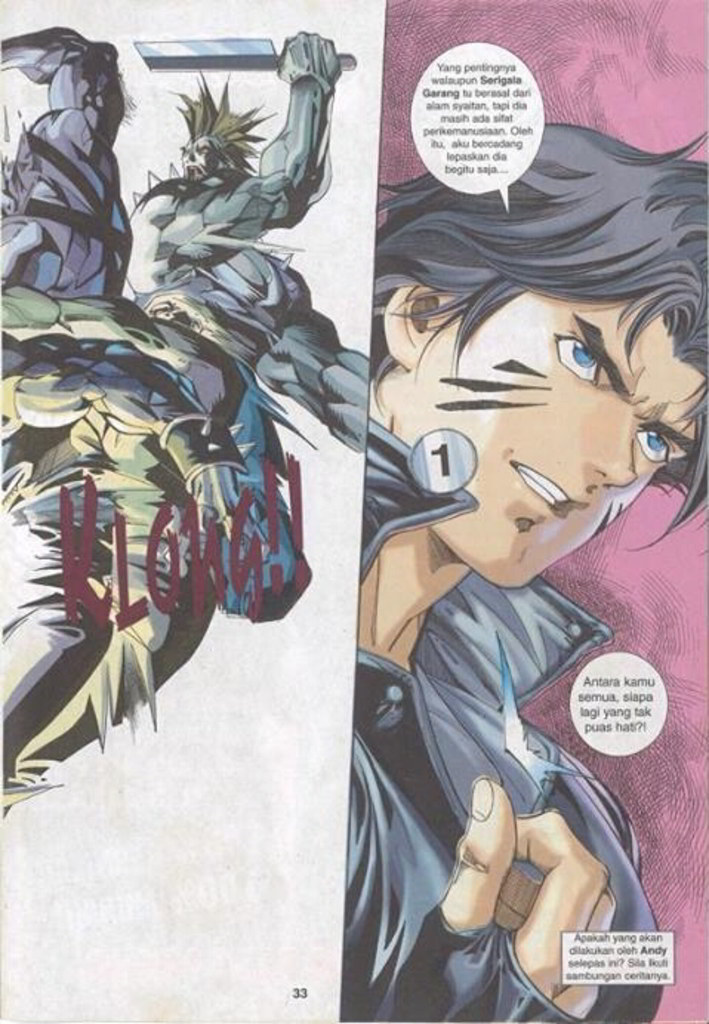 Yang pentingnya
walaupun Serigala
Garang tu berasal dari
alam syaitan, tapi dia
masih ada sifat
perikemanusiaan. Oleh
itu, aku bercadang
lepaskan dia
begitu saja....
1
KLONG!!
Antara kamu
semua, siapa
lagi yang tak
puas hati?!
Apakah yang akan
dilakukan oleh Andy
selepas ini? Sila ikuti
sambungan ceritanya.
33